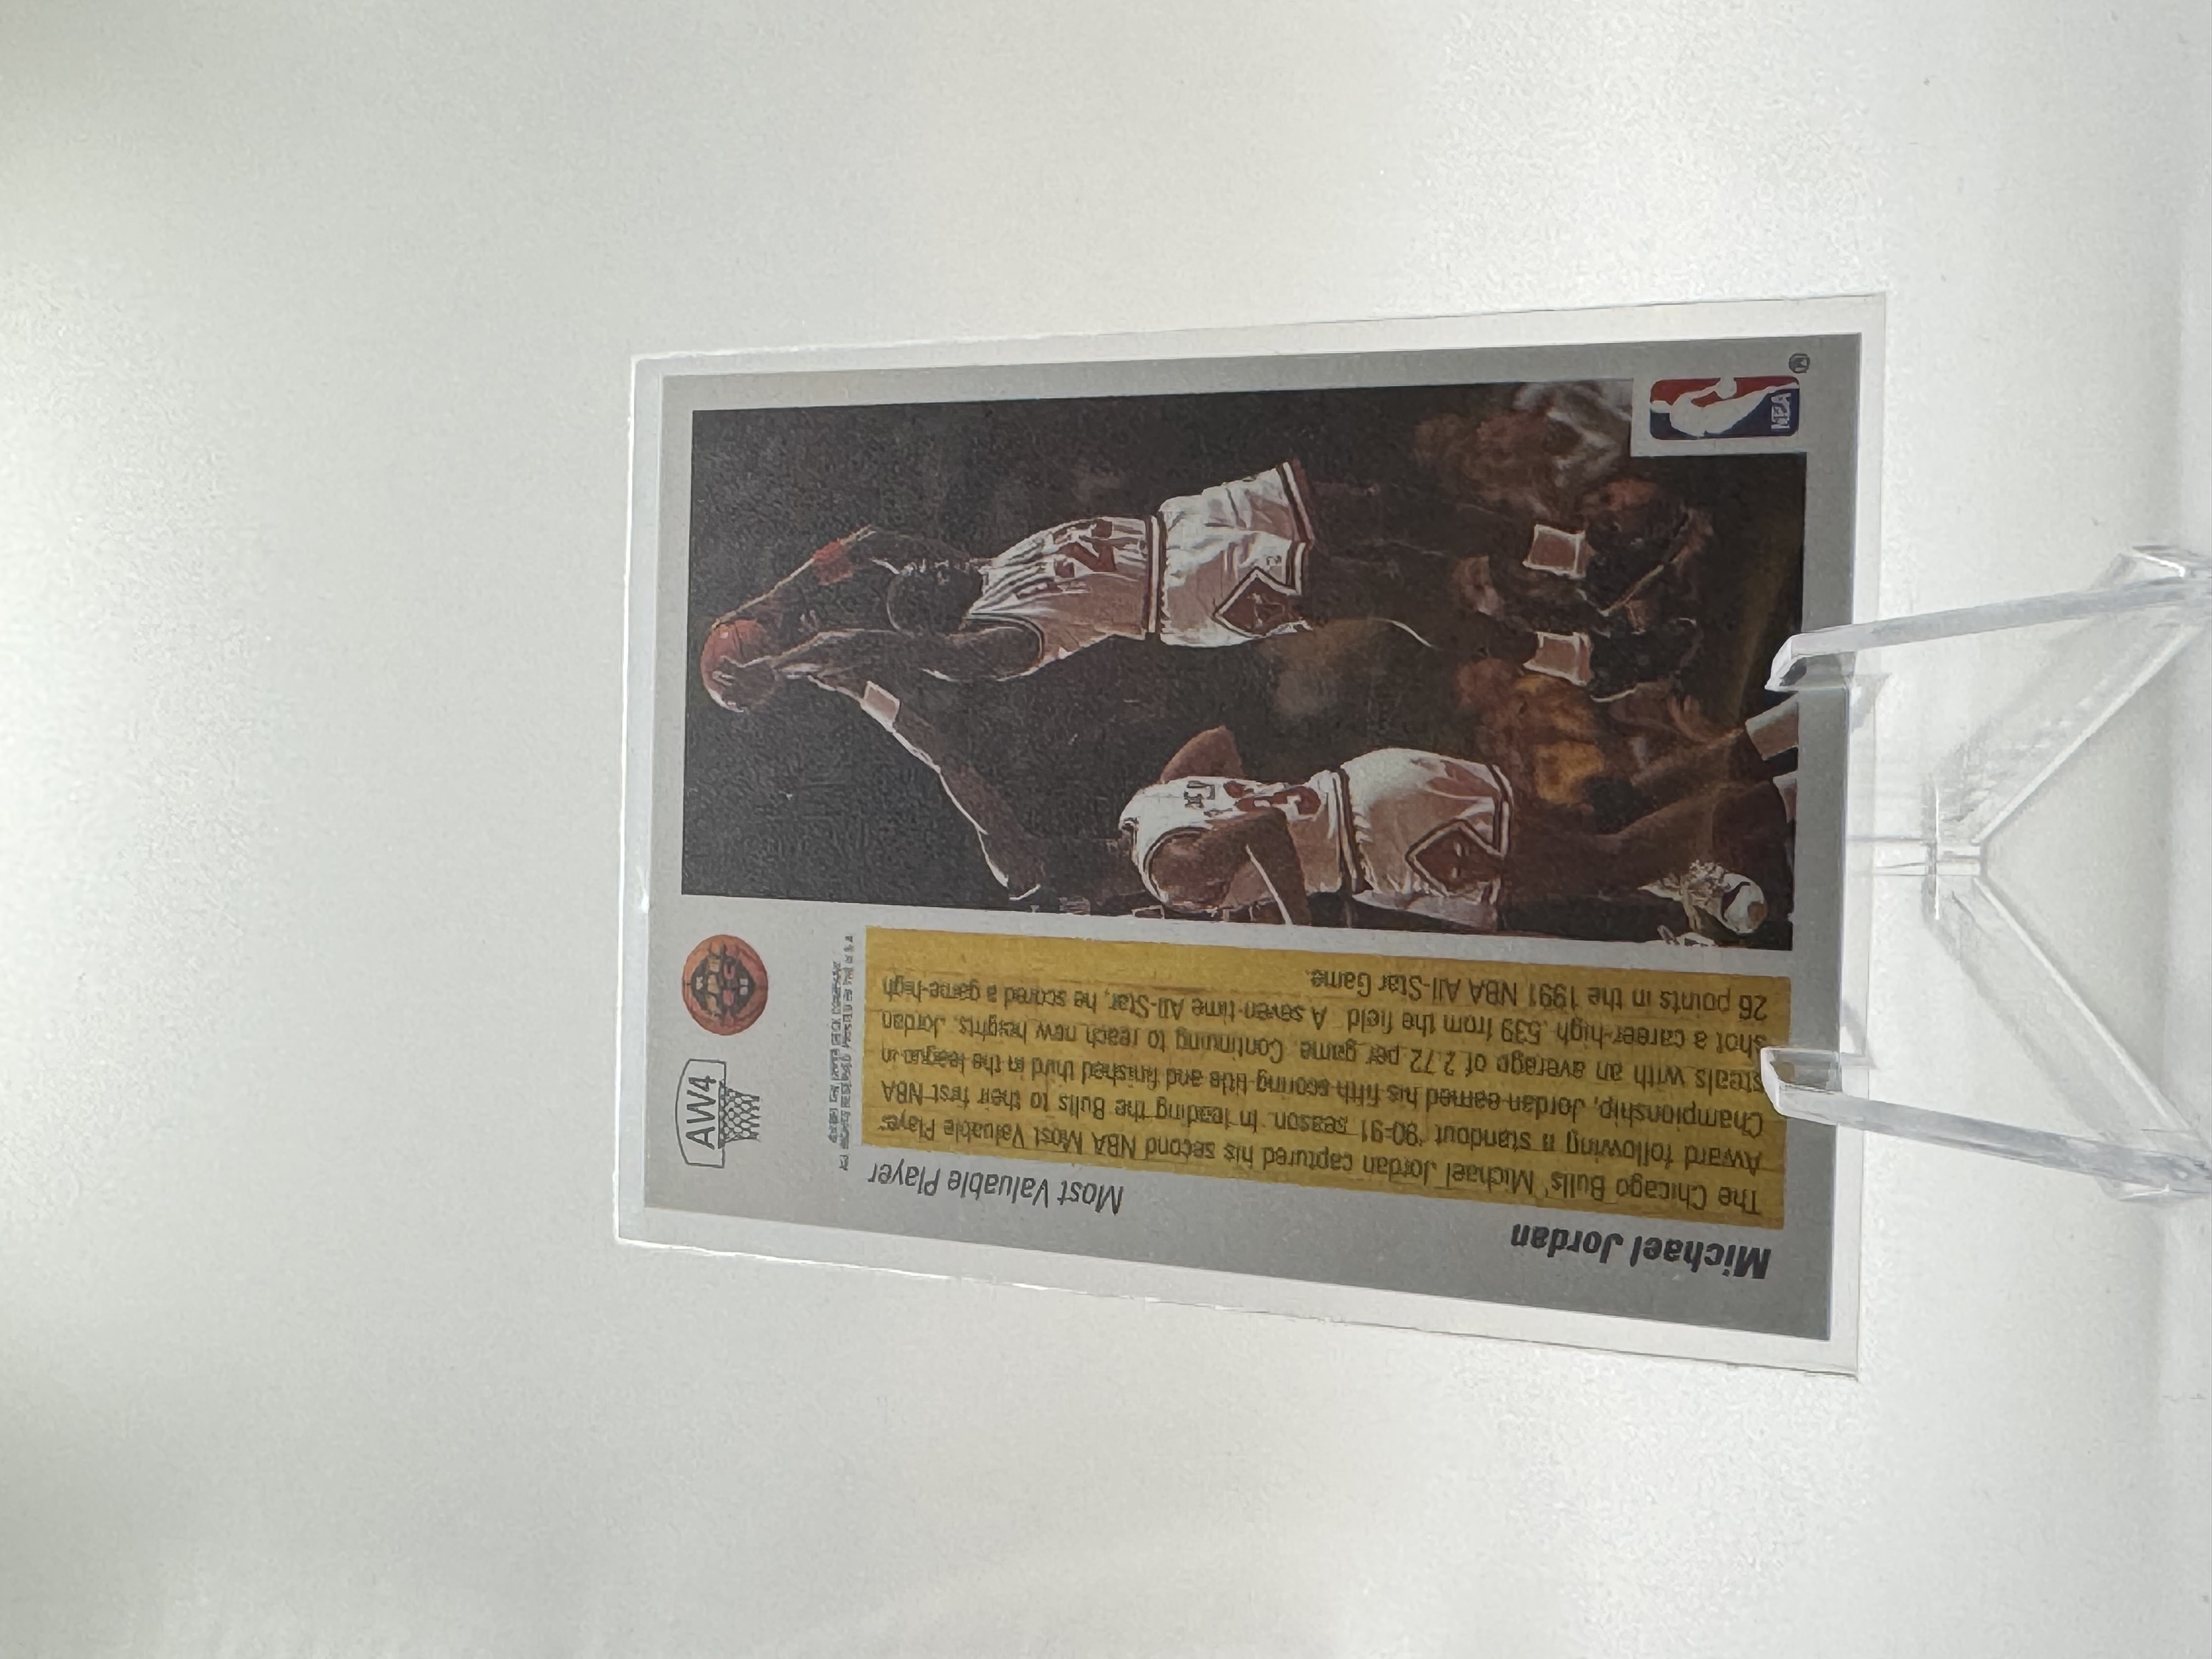 Michael Jordan
Most Valuable Player
The Chicago Bulls' Michael Jordan captured his second NBA Most Valuable Player
Award following a standout '90-91 season. In leading the Bulls to their first NBA
Championship, Jordan earned his fifth scoring title and finished third in the league in
steals with an average of 2.72 per game. Continuing to reach new heights, Jordan
shot a career-high .539 from the field. A seven-time All-Star, he scored a game-high
26 points in the 1991 NBA All-Star Game.
AW4
NBA
®